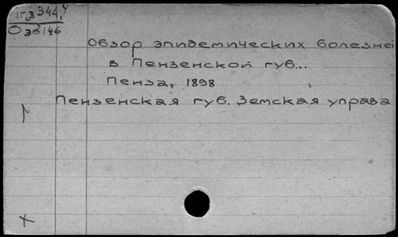 Обзор эпидемических болезней
в Пензенской губ...
Пенза, 1898
Пензенская губ. Земская управа